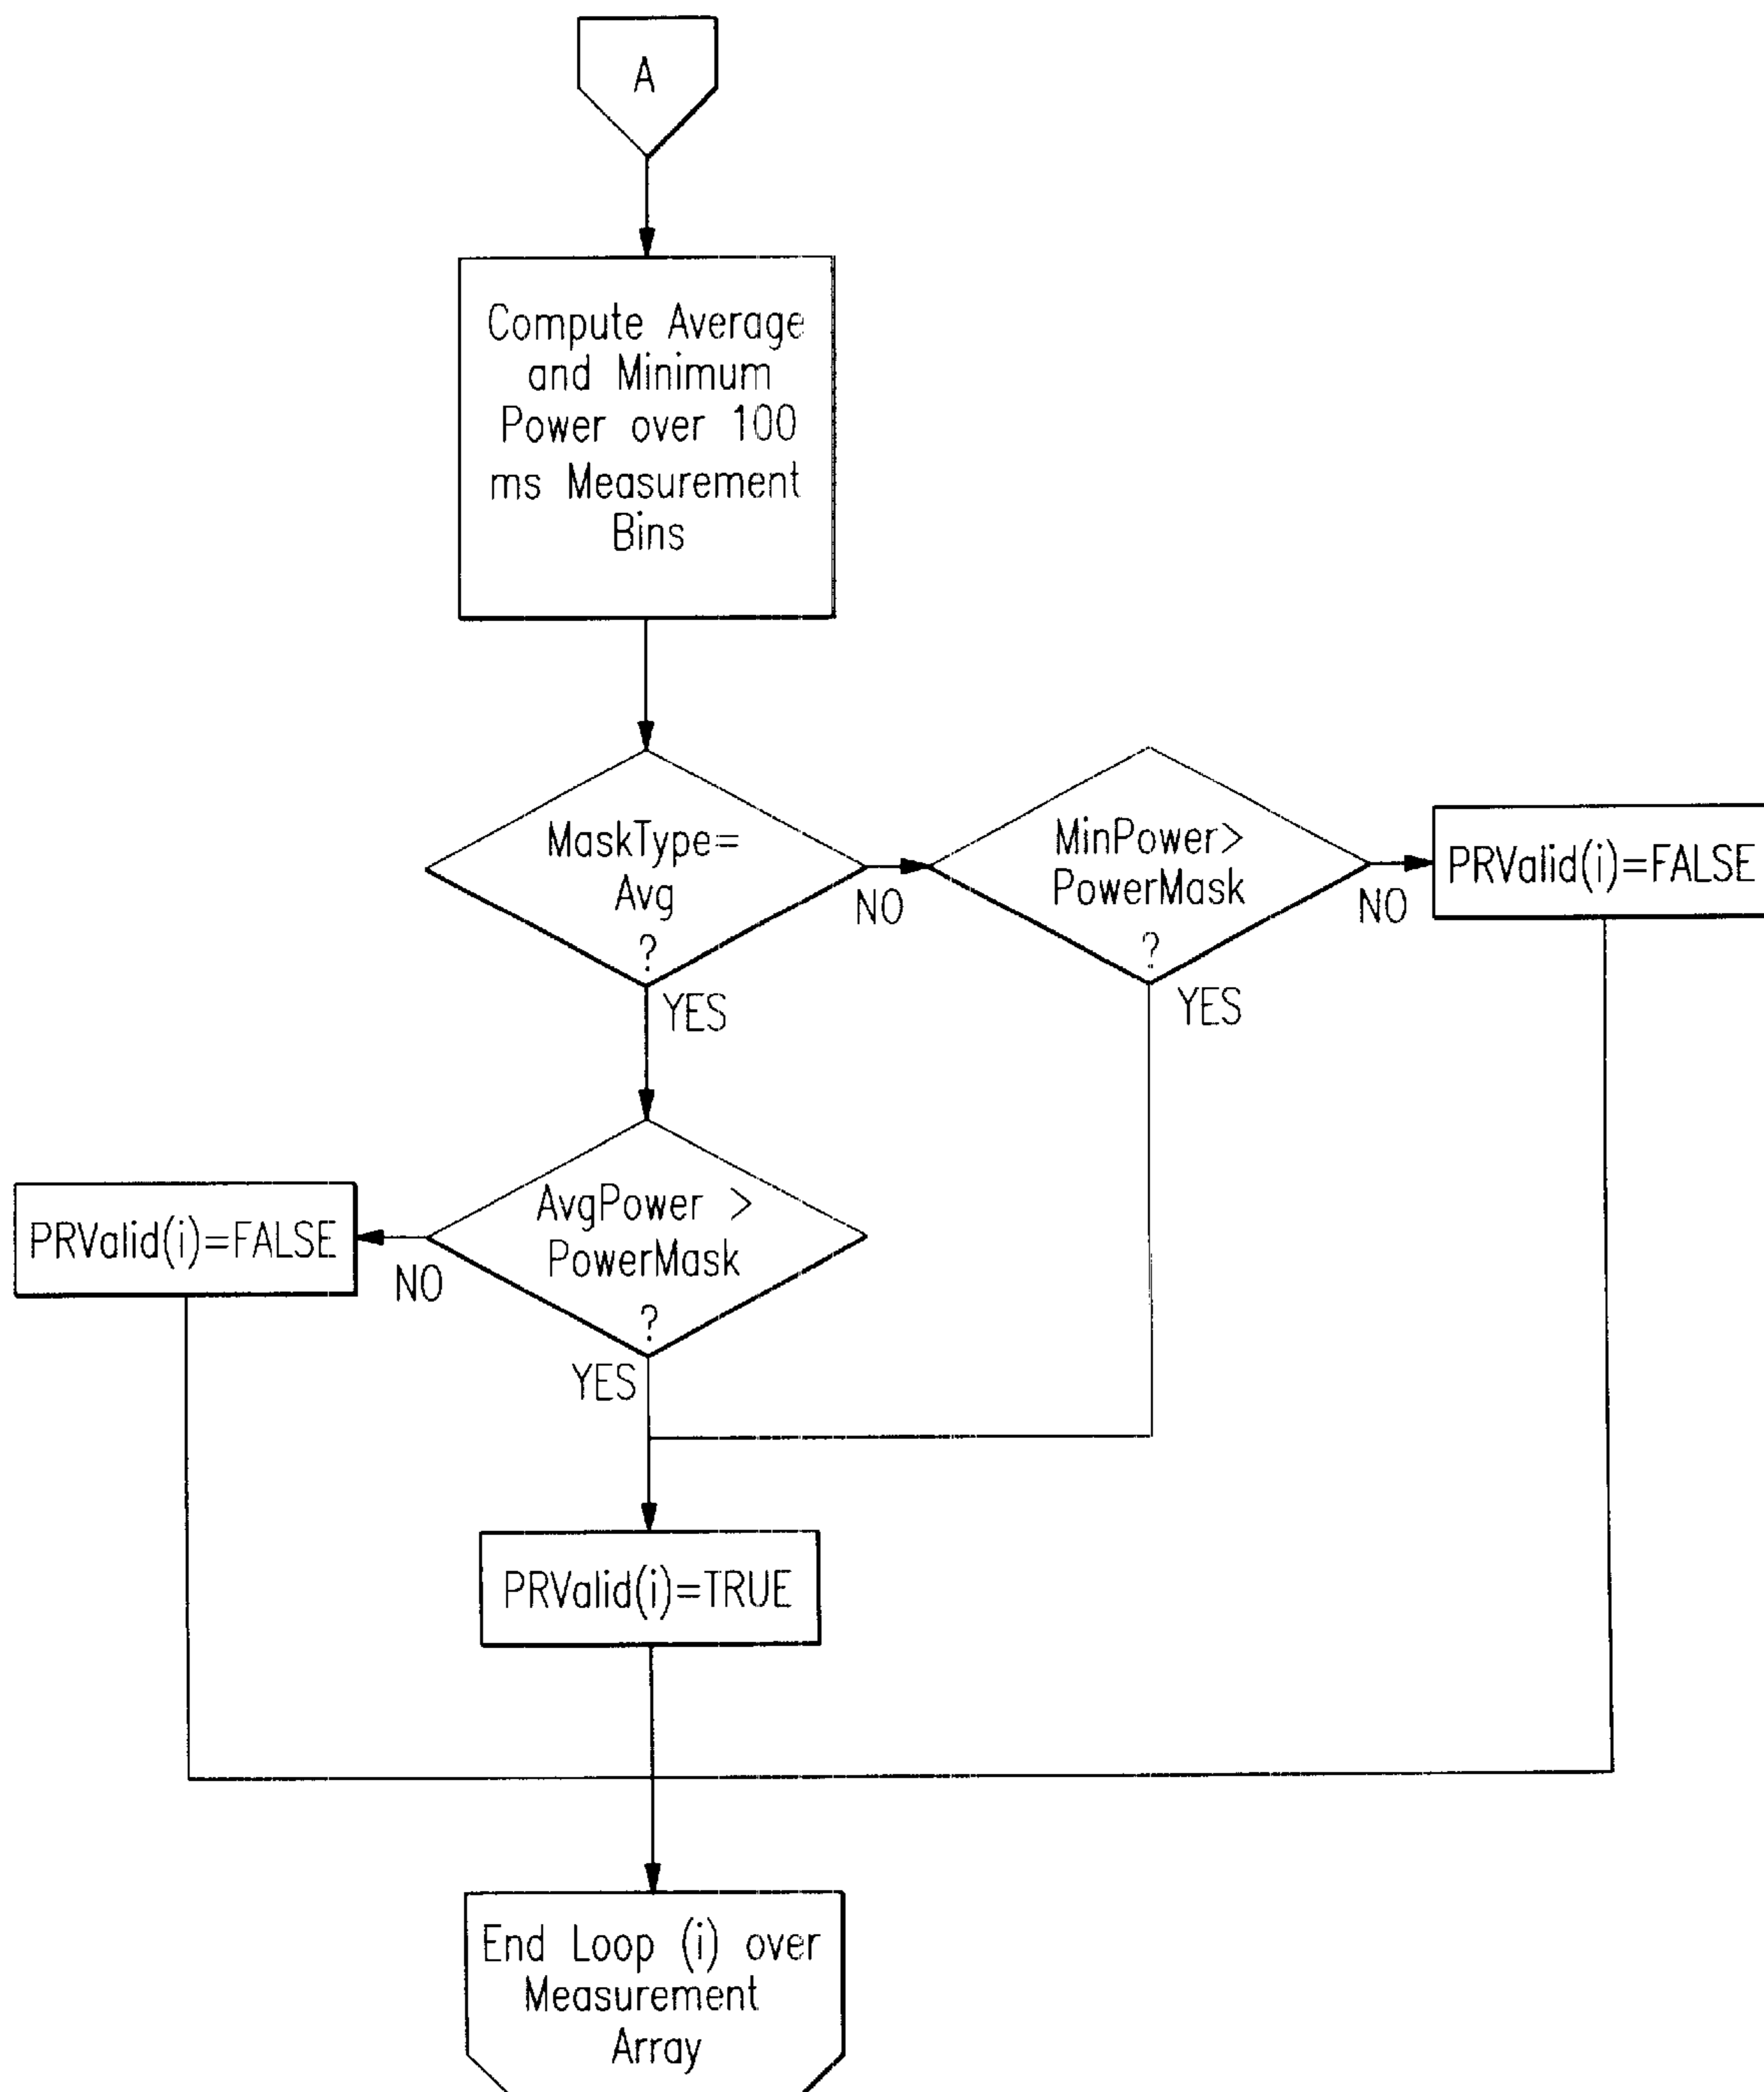 A
Compute Average
and Minimum
Power over 100
ms Measurement
Bins
MaskType=
Avg
?
NO
YES
MinPower>
PowerMask
?
NO
YES
PRValid(i)=FALSE
AvgPower >
PowerMask
?
NO
YES
PRValid(i)=FALSE
PRValid(i)=TRUE
End Loop (i) over
Measurement
Array